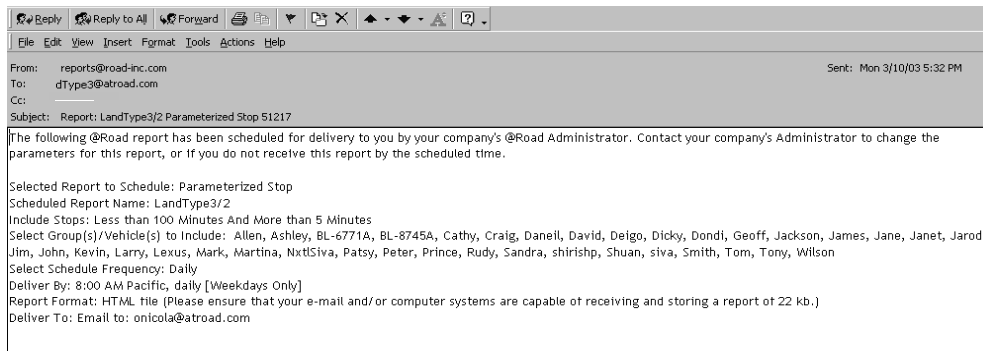 Reply Reply to All Forward
File Edit View Insert Format Tools Actions Help
From: reports@road-inc.com Sent: Mon 3/10/03 5:32 PM
To: dType3@atroad.com
Cc:
Subject: Report: LandType3/2 Parameterized Stop 51217
The following @Road report has been scheduled for delivery to you by your company's @Road Administrator. Contact your company's Administrator to change the
parameters for this report, or if you do not receive this report by the scheduled time.
Selected Report to Schedule: Parameterized Stop
Scheduled Report Name: LandType3/2
Include Stops: Less than 100 Minutes And More than 5 Minutes
Select Group(s)/Vehicle(s) to Include: Allen, Ashley, BL-6771A, BL-8745A, Cathy, Craig, Daneil, David, Deigo, Dicky, Dondi, Geoff, Jackson, James, Jane, Janet, Jarod
Jim, John, Kevin, Larry, Lexus, Mark, Martina, NxtlSiva, Patsy, Peter, Prince, Rudy, Sandra, shirishp, Shuan, siva, Smith, Tom, Tony, Wilson
Select Schedule Frequency: Daily
Deliver By: 8:00 AM Pacific, daily [Weekdays Only]
Report Format: HTML file (Please ensure that your e-mail and/or computer systems are capable of receiving and storing a report of 22 kb.)
Deliver To: Email to: onicola@atroad.com